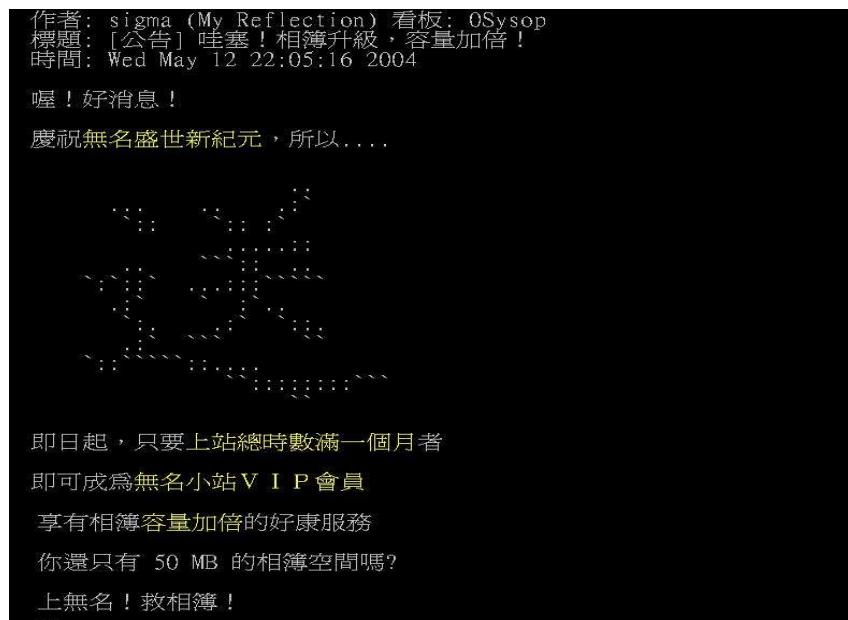 作者: sigma (My Reflection) 看板: OSysop
標題: [公告] 哇塞！相簿升級，容量加倍！
時間: Wed May 12 22:05:16 2004
喔！好消息！
慶祝無名盛世新紀元，所以....
送
即日起，只要上站總時數滿一個月者
即可成為無名小站ＶＩＰ會員
享有相簿容量加倍的好康服務
你還只有 50 MB 的相簿空間嗎?
上無名！救相簿！